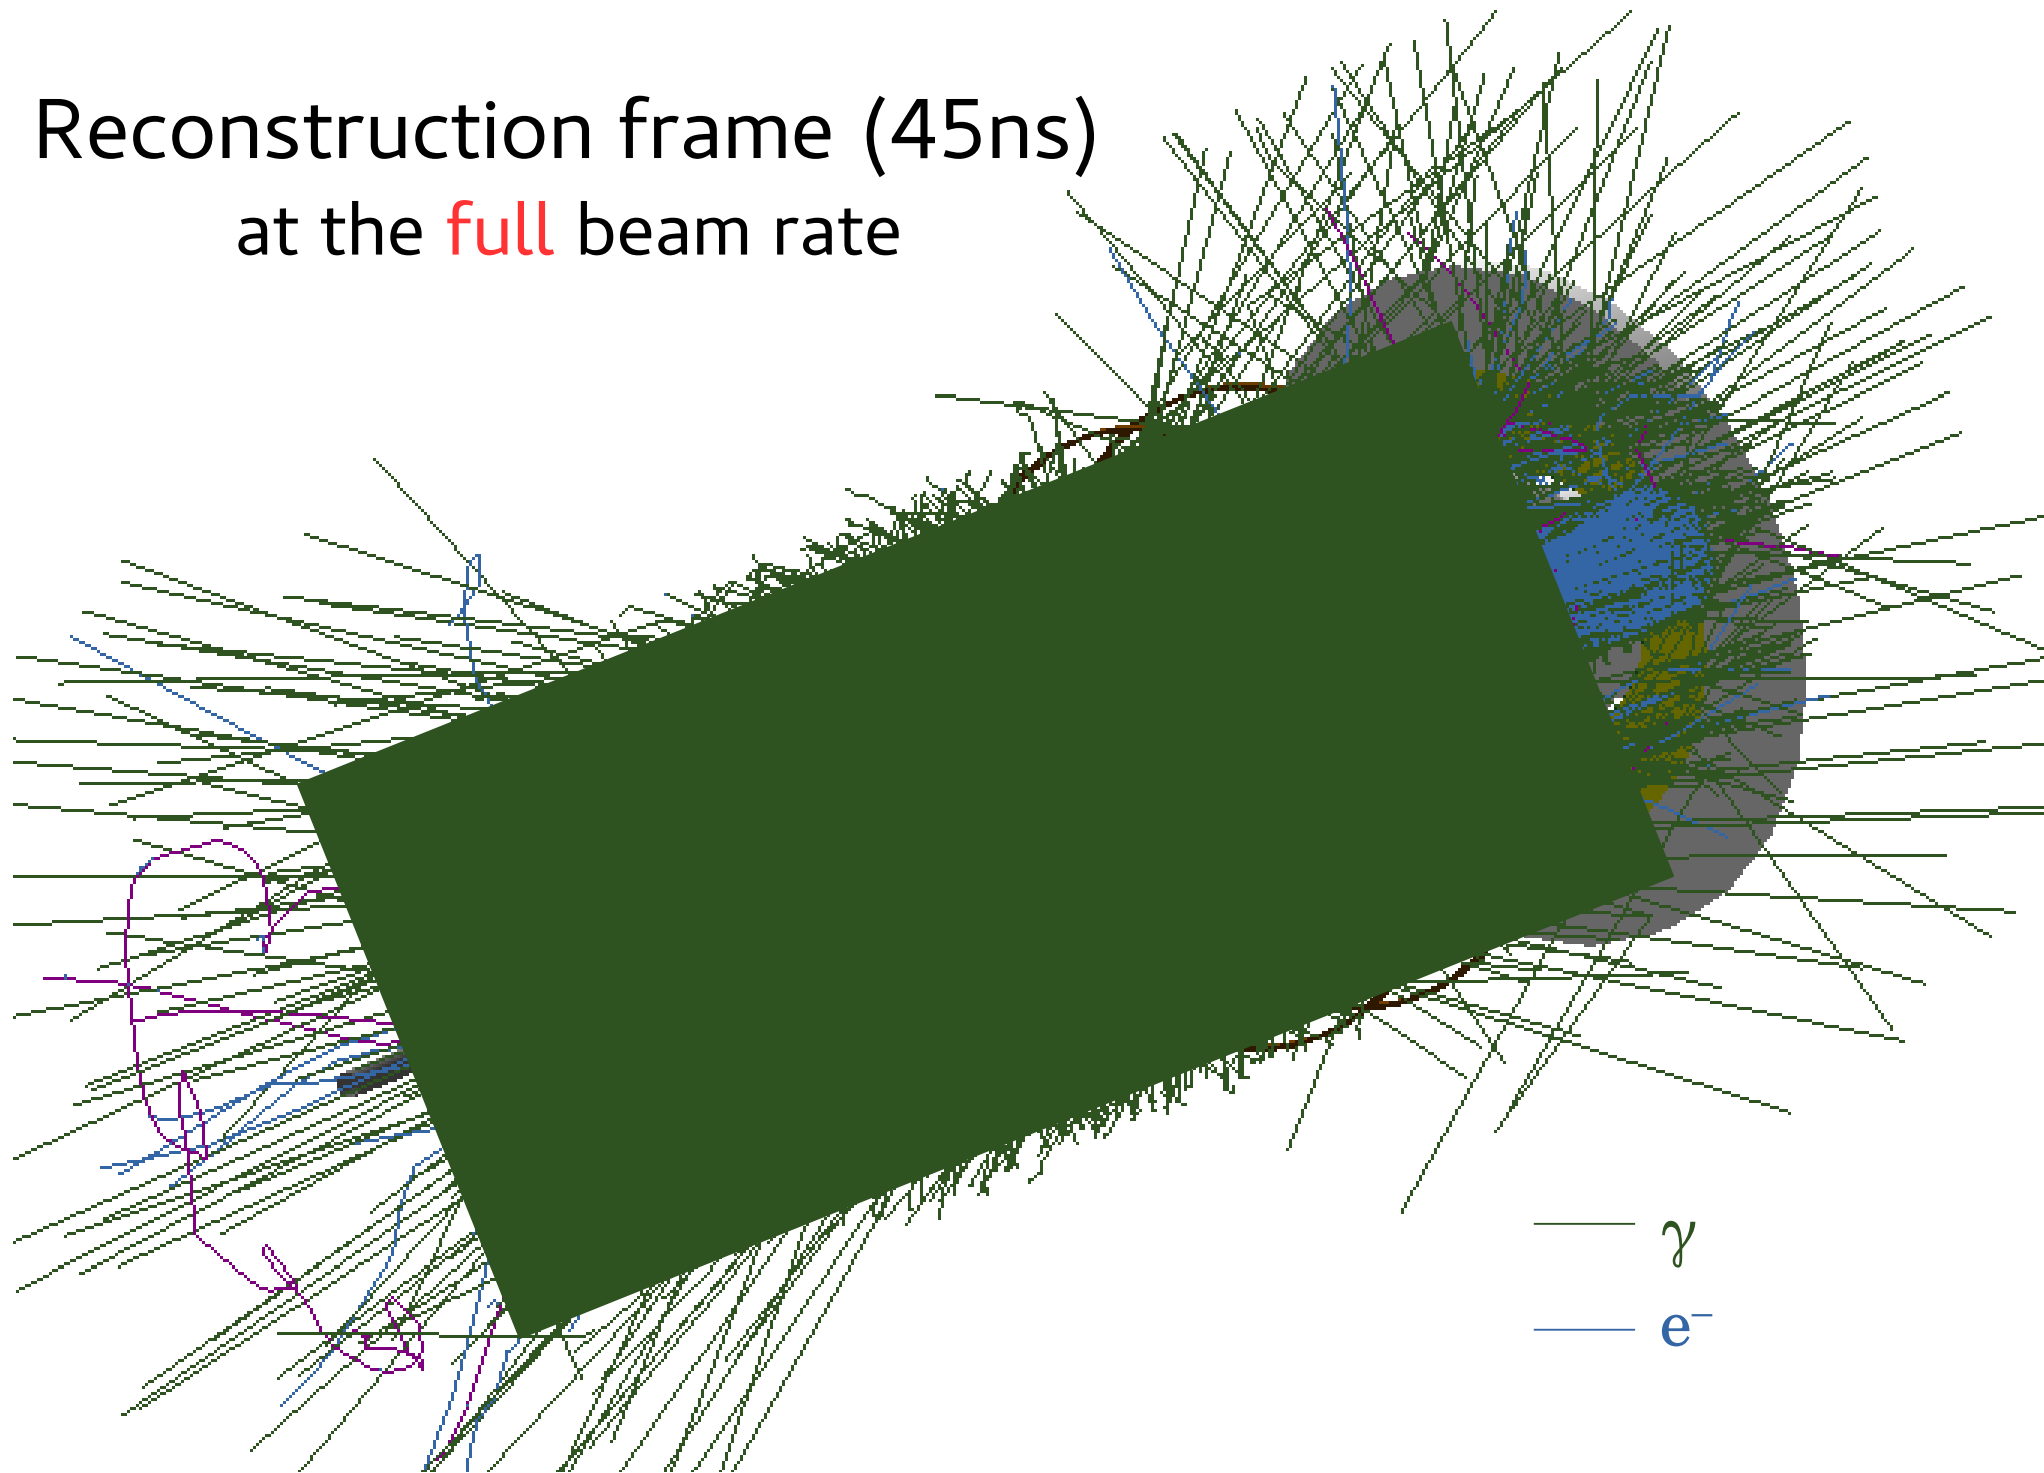 Reconstruction frame (45ns)
at the full beam rate
γ
e⁻